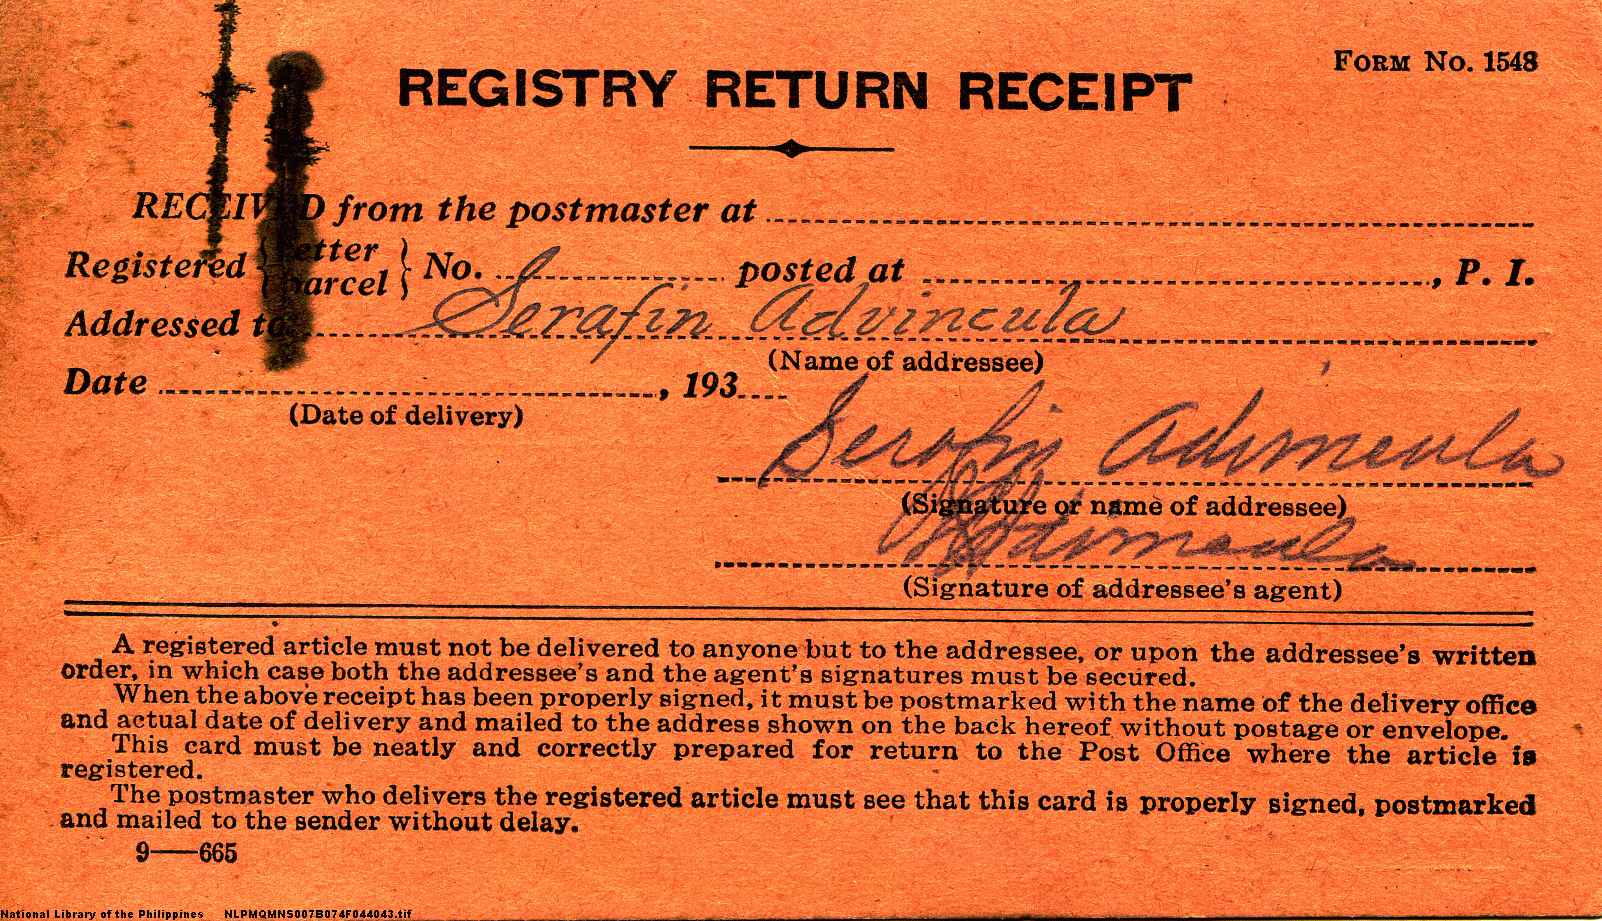 FORM No. 1548
REGISTRY RETURN RECEIPT
RECEIVED from the postmaster at
Registered { Letter
Parcel } No. posted at , P. I.
Addressed to Serafin Advincula
(Name of addressee)
Date , 193
(Date of delivery)
Serafin Advincula
(Signature or name of addressee)
Advincula
(Signature of addressee's agent)
A registered article must not be delivered to anyone but to the addressee, or upon the addressee's written
order, in which case both the addressee's and the agent's signatures must be secured.
When the above receipt has been properly signed, it must be postmarked with the name of the delivery office
and actual date of delivery and mailed to the address shown on the back hereof without postage or envelope.
This card must be neatly and correctly prepared for return to the Post Office where the article is
registered.
The postmaster who delivers the registered article must see that this card is properly signed, postmarked
and mailed to the sender without delay.
9—665
National Library of the Philippines NLPMQMNS007B074F044043.tif